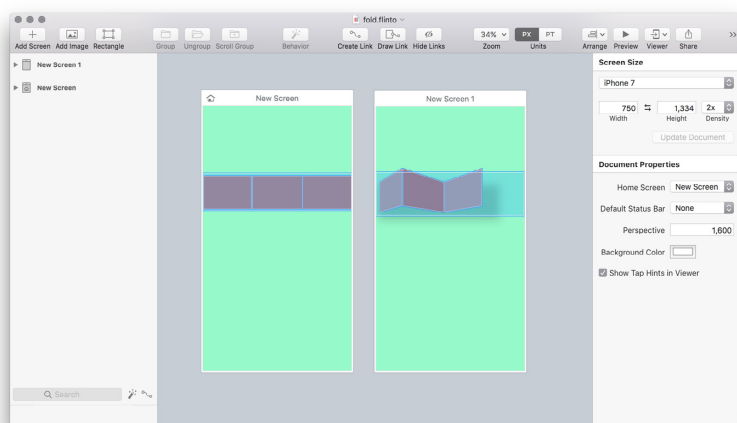 fold.flinto
Add Screen Add Image Rectangle Group Ungroup Scroll Group Behavior Create Link Draw Link Hide Links 34% Zoom PX PT Units Arrange Preview Viewer Share
New Screen 1
New Screen
New Screen
New Screen 1
Search
Screen Size
iPhone 7
750 1,334 2x
Width Height Density
Update Document
Document Properties
Home Screen New Screen
Default Status Bar None
Perspective 1,600
Background Color
Show Tap Hints in Viewer